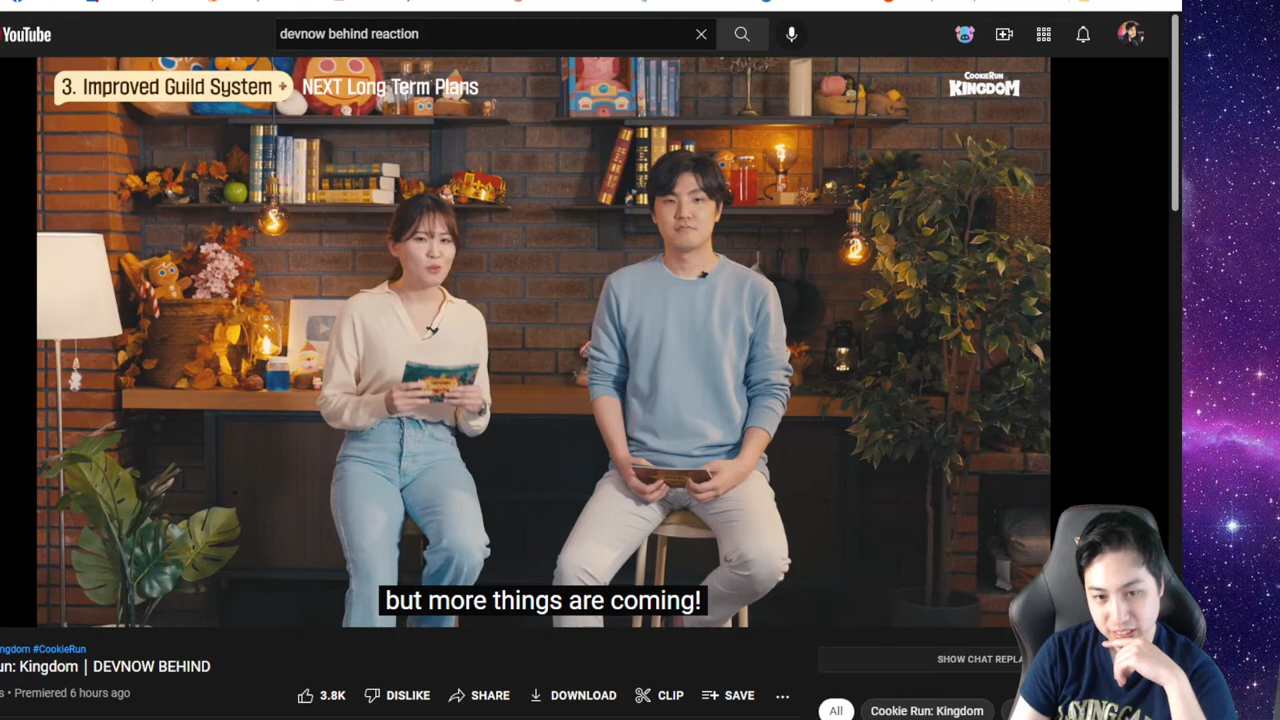 YouTube
devnow behind reaction
3. Improved Guild System + NEXT Long Term Plans
CookieRun
KINGDOM
but more things are coming!
ngdom #CookieRun
un: Kingdom | DEVNOW BEHIND
s • Premiered 6 hours ago
3.8K DISLIKE SHARE DOWNLOAD CLIP SAVE
SHOW CHAT REPLA
All Cookie Run: Kingdom